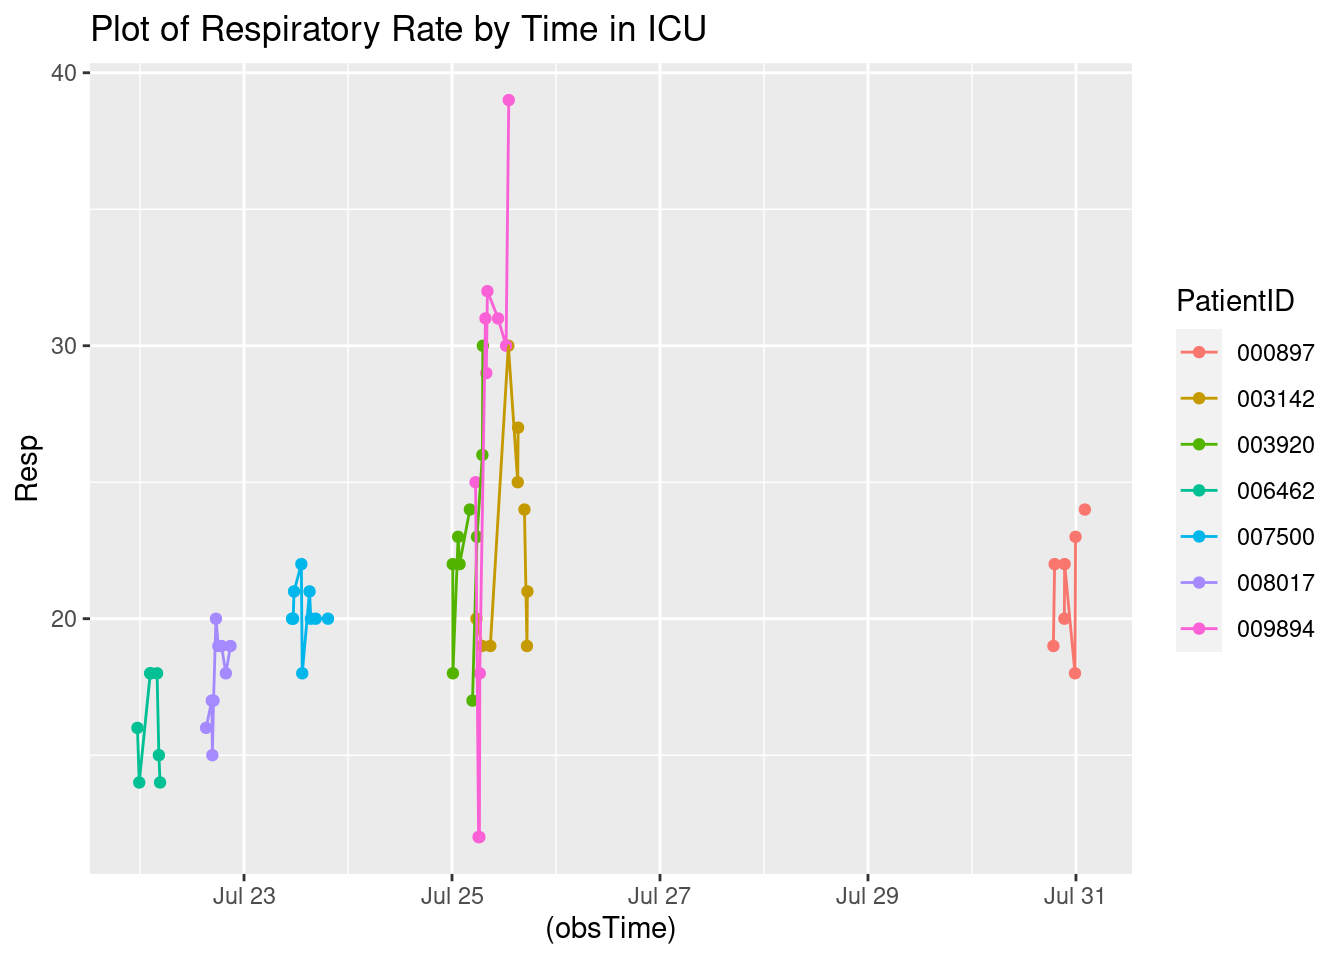 Plot of Respiratory Rate by Time in ICU
40
30
20
Resp
Jul 23
Jul 25
Jul 27
Jul 29
Jul 31
(obsTime)
PatientID
000897
003142
003920
006462
007500
008017
009894